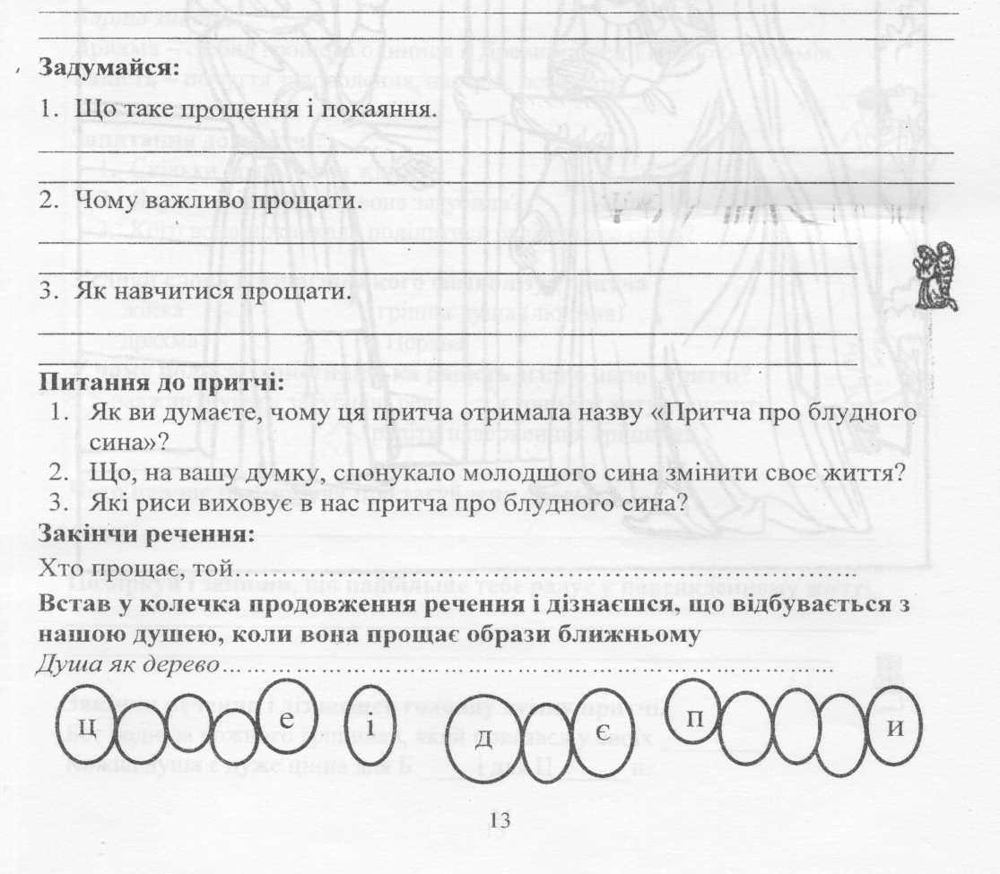 Задумайся:
1. Що таке прощення і покаяння.
2. Чому важливо прощати.
3. Як навчитися прощати.
Питання до притчі:
1. Як ви думаєте, чому ця притча отримала назву «Притча про блудного
сина»?
2. Що, на вашу думку, спонукало молодшого сина змінити своє життя?
3. Які риси виховує в нас притча про блудного сина?
Закінчи речення:
Хто прощає, той..................................................................
Встав у колечка продовження речення і дізнаєшся, що відбувається з
нашою душею, коли вона прощає образи ближньому
Душа як дерево..................................................................
ц е і д є п и
13